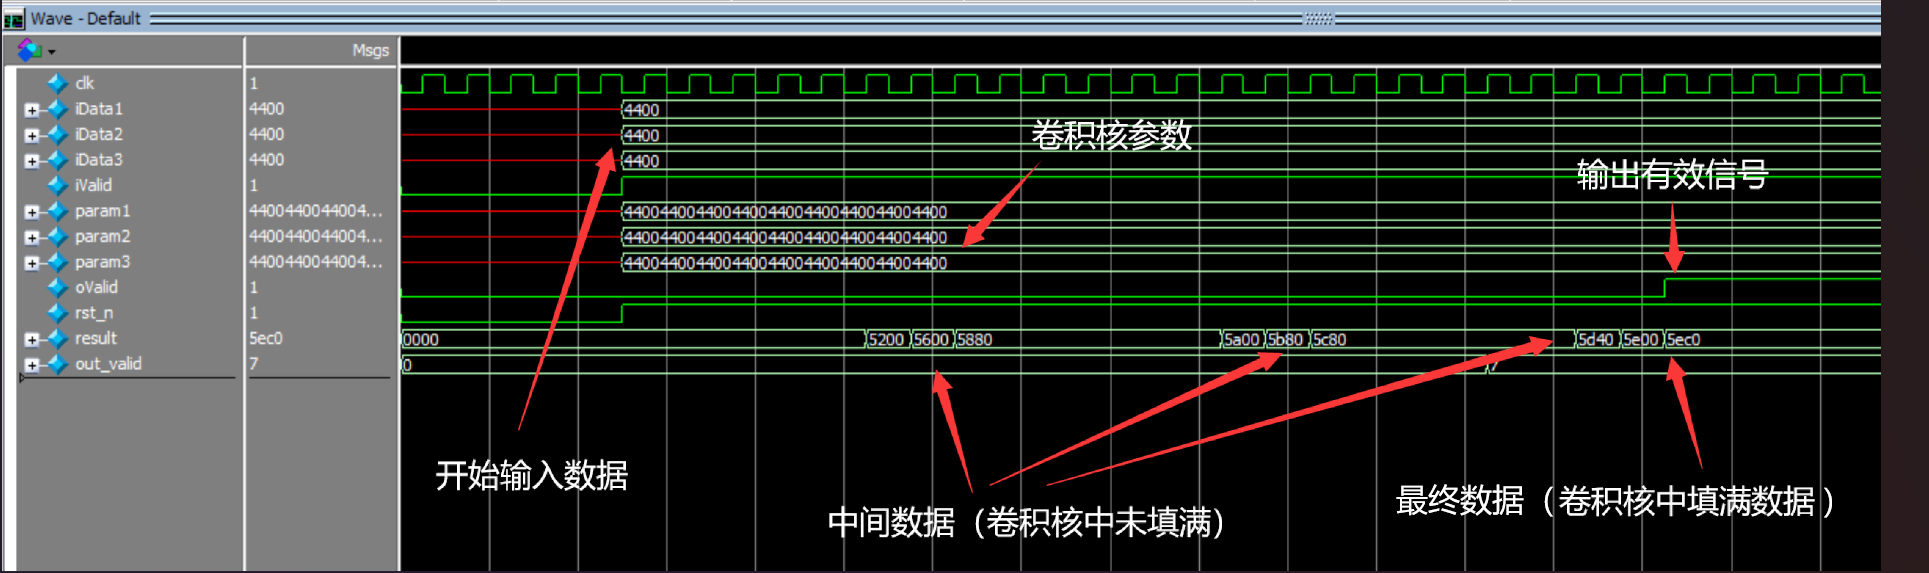 Wave - Default
Msgs
clk 1
iData1 4400 4400
iData2 4400 4400
iData3 4400 4400
iValid 1
param1 4400440044004... 440044004400440044004400440044004400
param2 4400440044004... 440044004400440044004400440044004400
param3 4400440044004... 440044004400440044004400440044004400
oValid 1
rst_n 1
result 5ec0 0000 5200 5600 5880 5a00 5b80 5c80 5d40 5e00 5ec0
out_valid 7 0 7
卷积核参数
输出有效信号
开始输入数据
中间数据（卷积核中未填满）
最终数据（卷积核中填满数据）